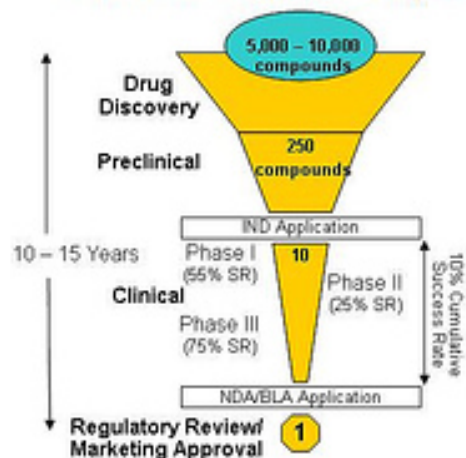 5,000 – 10,000
compounds
Drug
Discovery
250
compounds
Preclinical
IND Application
10 – 15 Years
Phase I
(55% SR)
10
Phase II
(25% SR)
Clinical
Phase III
(75% SR)
10% Cumulative
Success Rate
NDA/BLA Application
Regulatory Review/
Marketing Approval
1